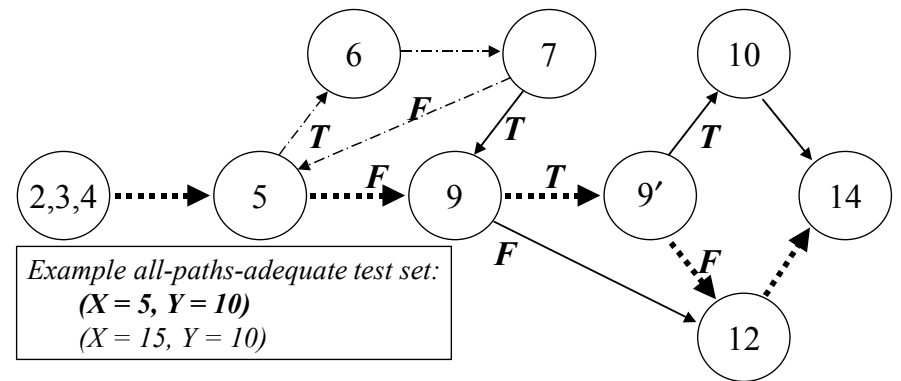 6
7
10
T
F
T
T
2,3,4
5
F
9
T
9′
14
F
F
12
Example all-paths-adequate test set:
(X = 5, Y = 10)
(X = 15, Y = 10)